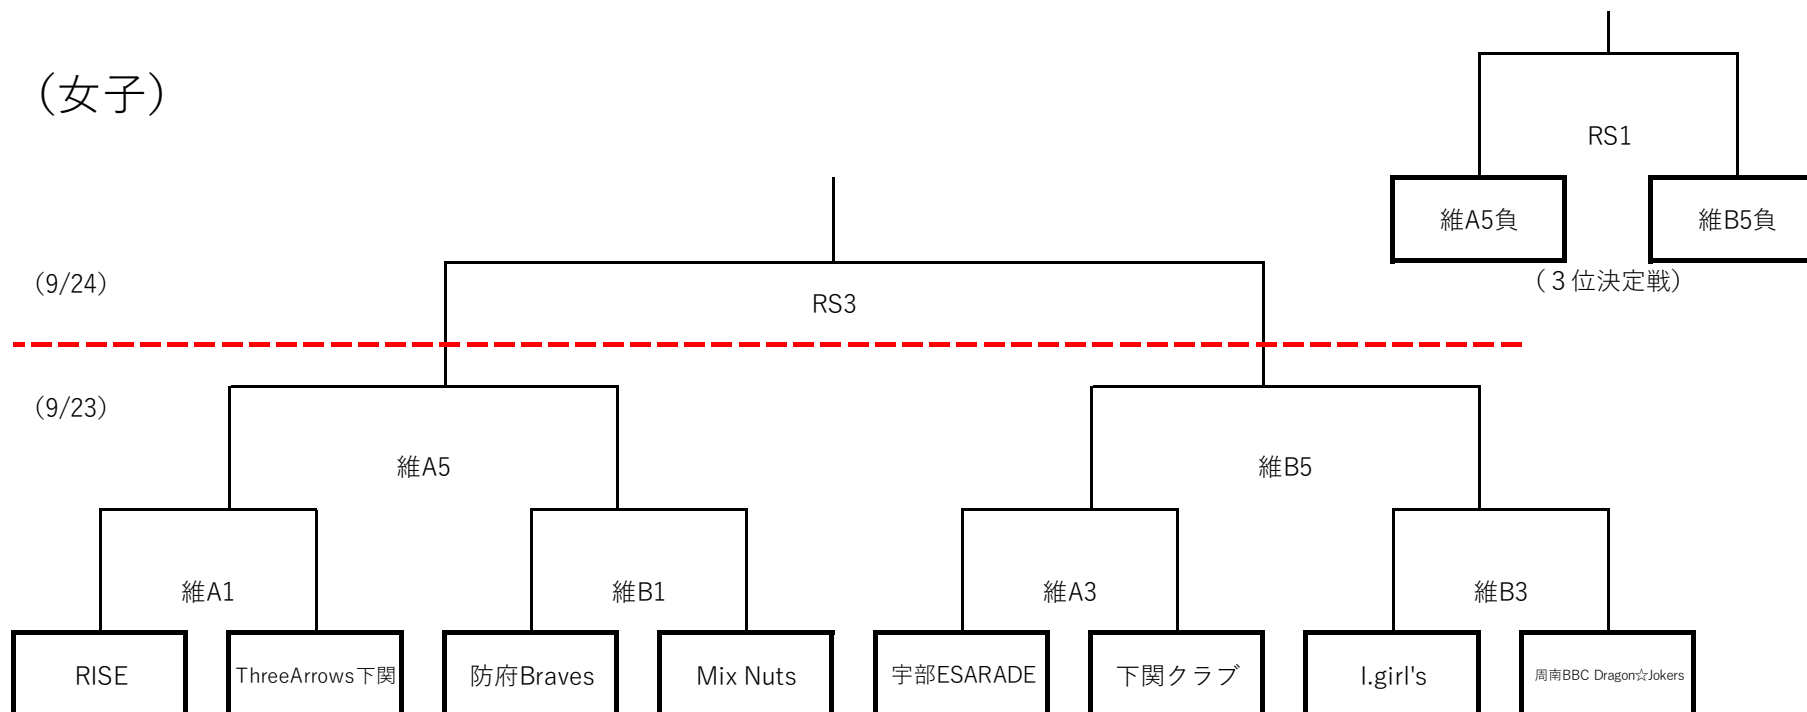 （女子）
RS1
維A5負
維B5負
（３位決定戦）
（9/24）
RS3
（9/23）
維A5
維B5
維A1
維B1
維A3
維B3
RISE
ThreeArrows下関
防府Braves
Mix Nuts
宇部ESARADE
下関クラブ
I.girl's
周南BBC Dragon☆Jokers